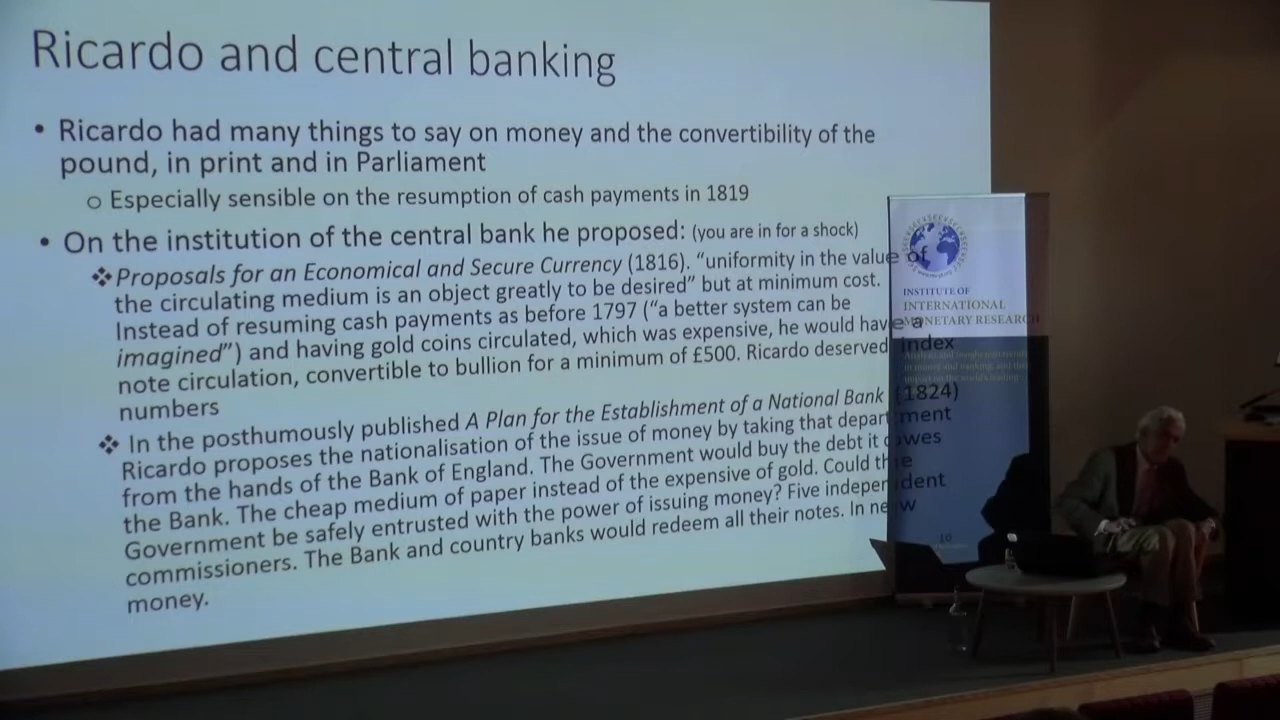 Ricardo and central banking
• Ricardo had many things to say on money and the convertibility of the
pound, in print and in Parliament
o Especially sensible on the resumption of cash payments in 1819
• On the institution of the central bank he proposed: (you are in for a shock)
❖Proposals for an Economical and Secure Currency (1816). “uniformity in the value of
the circulating medium is an object greatly to be desired” but at minimum cost.
Instead of resuming cash payments as before 1797 (“a better system can be
imagined”) and having gold coins circulated, which was expensive, he would have a
note circulation, convertible to bullion for a minimum of £500. Ricardo deserved index
numbers
❖ In the posthumously published A Plan for the Establishment of a National Bank (1824)
Ricardo proposes the nationalisation of the issue of money by taking that department
from the hands of the Bank of England. The Government would buy the debt it owes
the Bank. The cheap medium of paper instead of the expensive of gold. Could the
Government be safely entrusted with the power of issuing money? Five independent
commissioners. The Bank and country banks would redeem all their notes. In new
money.
10
INSTITUTE OF
INTERNATIONAL
MONETARY RESEARCH